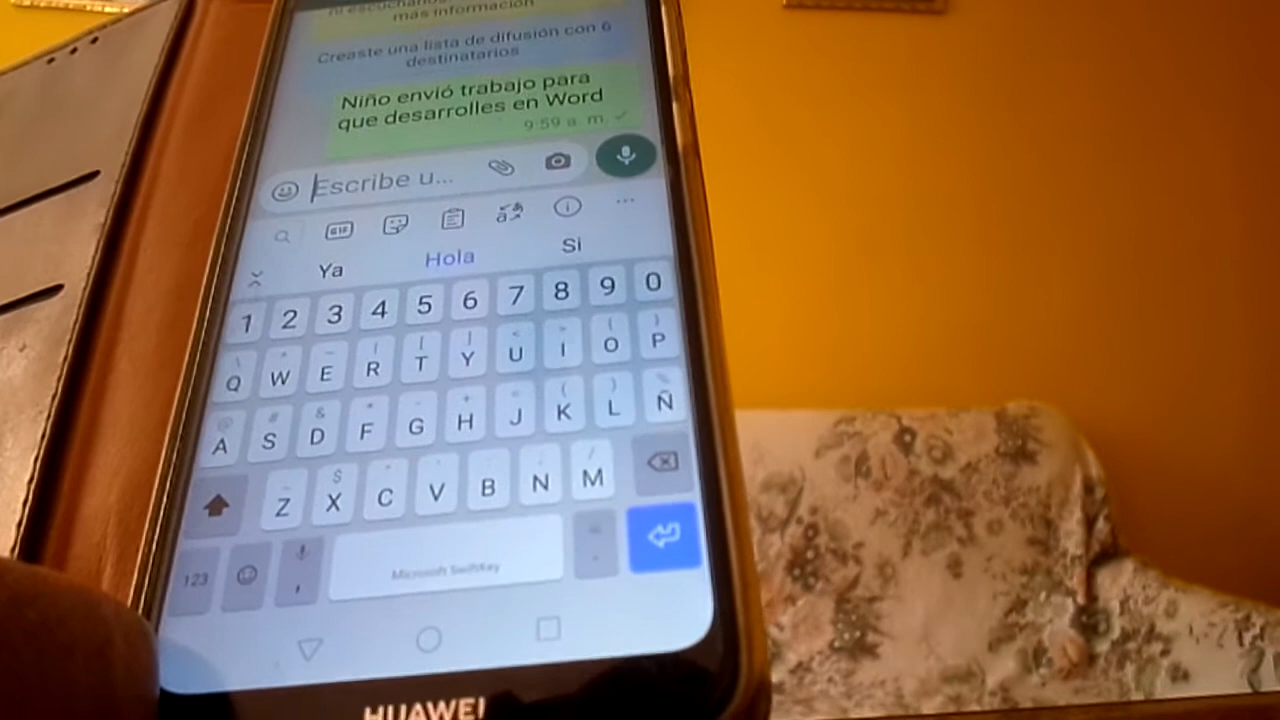 más información
Creaste una lista de difusión con 6
destinatarios
Niño envió trabajo para
que desarrolles en Word
9:59 a. m.
Escribe u...
GIF
Ya Hola Si
1 2 3 4 5 6 7 8 9 0
Q W E R T Y U I O P
A S D F G H J K L Ñ
Z X C V B N M
123 , Microsoft SwiftKey .
HUAWEI